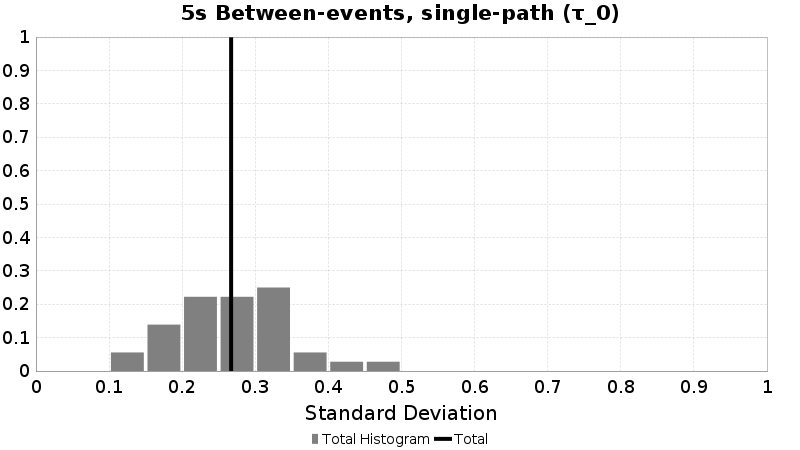 5s Between-events, single-path (τ_0)
1
0.9
0.8
0.7
0.6
0.5
0.4
0.3
0.2
0.1
0
0 0.1 0.2 0.3 0.4 0.5 0.6 0.7 0.8 0.9 1
Standard Deviation
Total Histogram Total